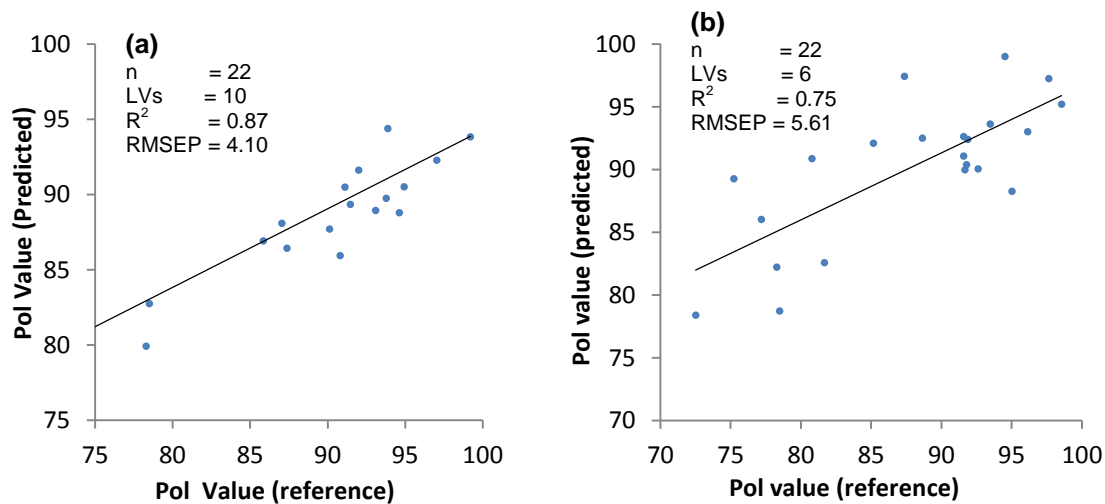 (a)
n = 22
LVs = 10
R² = 0.87
RMSEP = 4.10
100
95
90
85
80
75
75 80 85 90 95 100
Pol Value (Predicted)
Pol Value (reference)
(b)
n = 22
LVs = 6
R² = 0.75
RMSEP = 5.61
100
95
90
85
80
75
70
70 75 80 85 90 95 100
Pol value (predicted)
Pol value (reference)